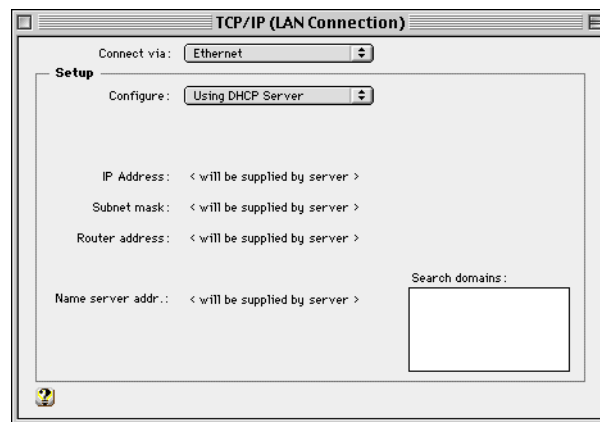 TCP/IP (LAN Connection)
Connect via: Ethernet
Setup
Configure: Using DHCP Server
IP Address: < will be supplied by server >
Subnet mask: < will be supplied by server >
Router address: < will be supplied by server >
Search domains:
Name server addr.: < will be supplied by server >
?